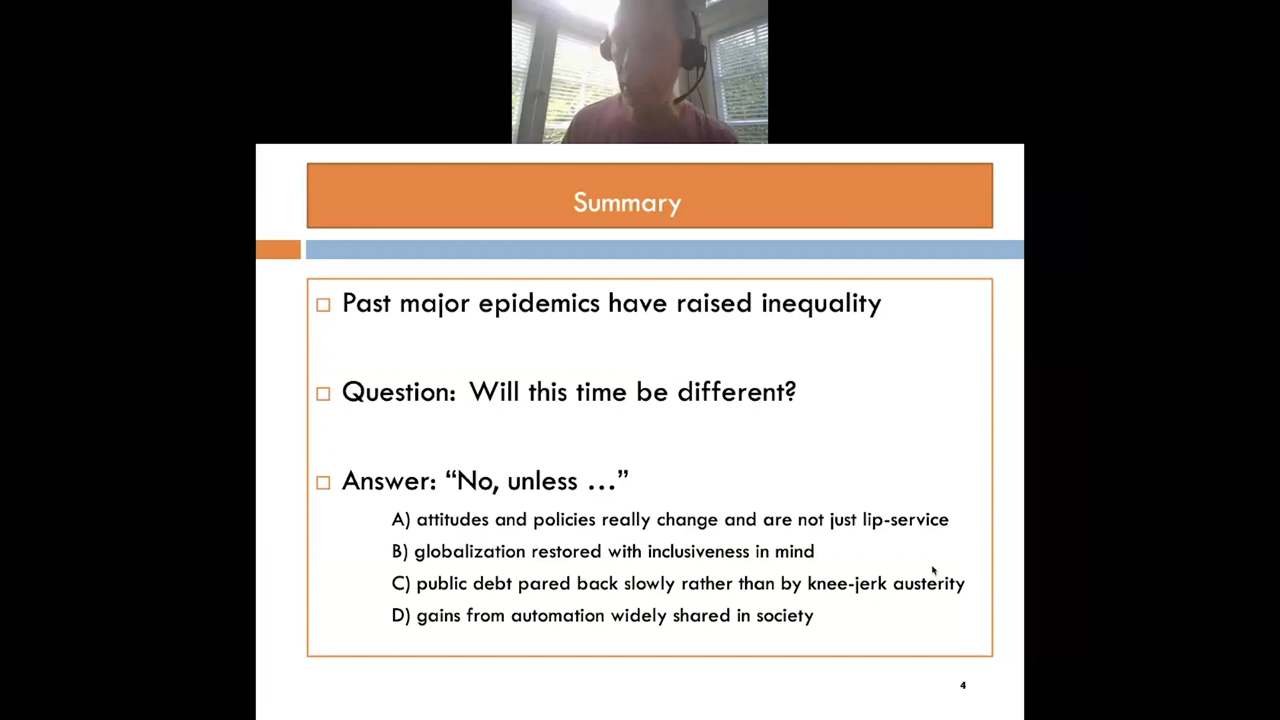 Summary
Past major epidemics have raised inequality
Question: Will this time be different?
Answer: “No, unless …”
A) attitudes and policies really change and are not just lip-service
B) globalization restored with inclusiveness in mind
C) public debt pared back slowly rather than by knee-jerk austerity
D) gains from automation widely shared in society
4